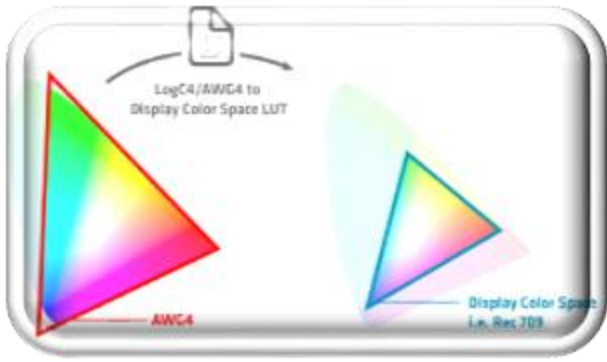 LogC4/AWG4 to
Display Color Space LUT
AWG4
Display Color Space
i.e. Rec 709